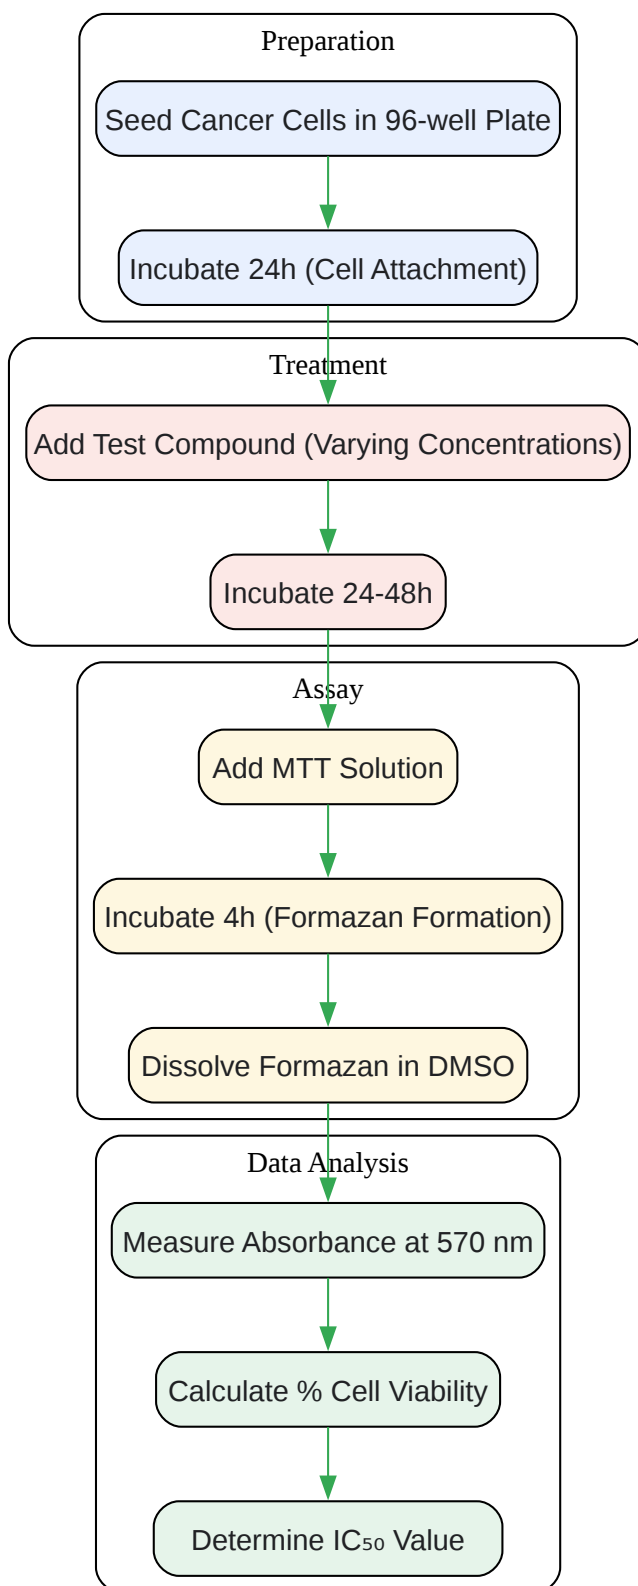 Preparation
Seed Cancer Cells in 96-well Plate
Incubate 24h (Cell Attachment)
Treatment
Add Test Compound (Varying Concentrations)
Incubate 24-48h
Assay
Add MTT Solution
Incubate 4h (Formazan Formation)
Dissolve Formazan in DMSO
Data Analysis
Measure Absorbance at 570 nm
Calculate % Cell Viability
Determine IC₅₀ Value